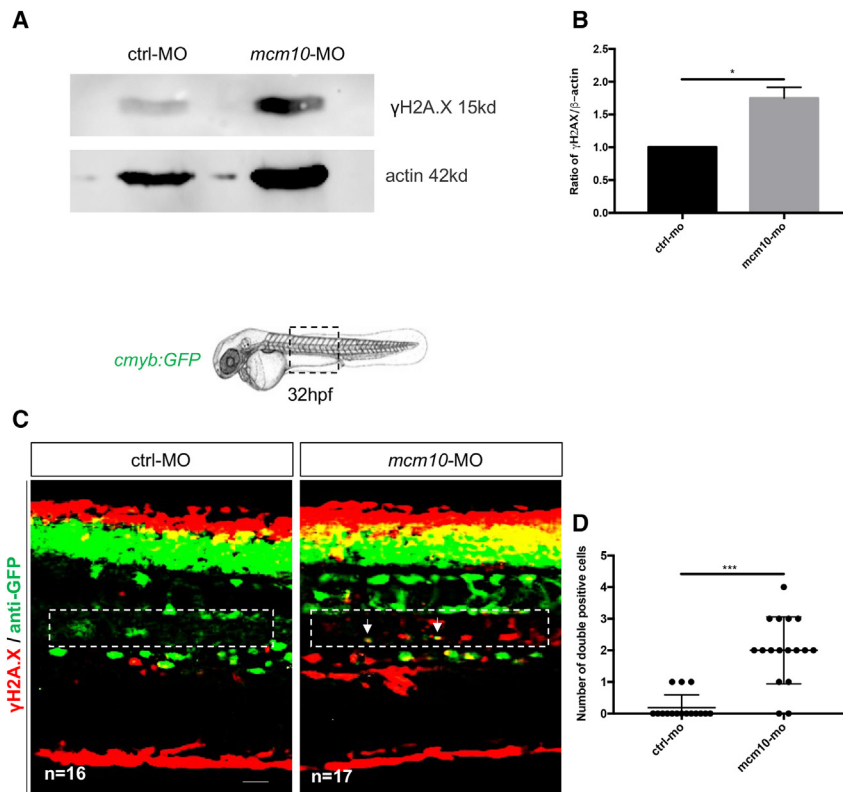 A
ctrl-MO
mcm10-MO
γH2A.X 15kd
actin 42kd
B
Ratio of γH2AX/β-actin
2.5
2.0
1.5
1.0
0.5
0.0
*
ctrl-mo
mcm10-mo
cmyb:GFP
32hpf
C
ctrl-MO
mcm10-MO
γH2A.X / anti-GFP
n=16
n=17
D
Number of double positive cells
5
4
3
2
1
0
***
ctrl-mo
mcm10-mo